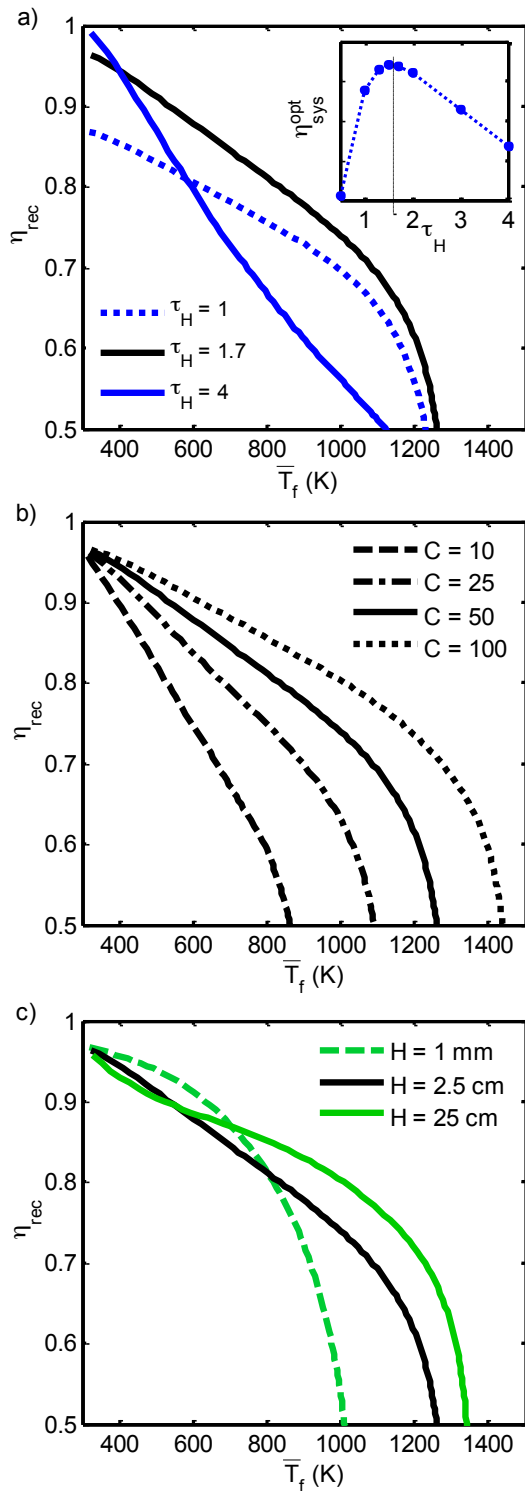 a)
1
0.9
0.8
0.7
0.6
0.5
η_rec
τ_H = 1
τ_H = 1.7
τ_H = 4
η_sys^opt
1 2 3 4
τ_H
400 600 800 1000 1200 1400
T̅_f (K)
b)
1
0.9
0.8
0.7
0.6
0.5
η_rec
C = 10
C = 25
C = 50
C = 100
400 600 800 1000 1200 1400
T̅_f (K)
c)
1
0.9
0.8
0.7
0.6
0.5
η_rec
H = 1 mm
H = 2.5 cm
H = 25 cm
400 600 800 1000 1200 1400
T̅_f (K)